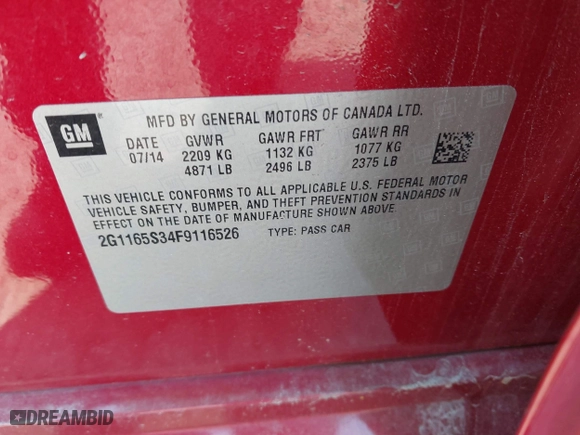 MFD BY GENERAL MOTORS OF CANADA LTD.
GM
DATE GVWR GAWR FRT GAWR RR
07/14 2209 KG 1132 KG 1077 KG
4871 LB 2496 LB 2375 LB
THIS VEHICLE CONFORMS TO ALL APPLICABLE U.S. FEDERAL MOTOR
VEHICLE SAFETY, BUMPER, AND THEFT PREVENTION STANDARDS IN
EFFECT ON THE DATE OF MANUFACTURE SHOWN ABOVE.
2G1165S34F9116526 TYPE: PASS CAR
DREAMBID